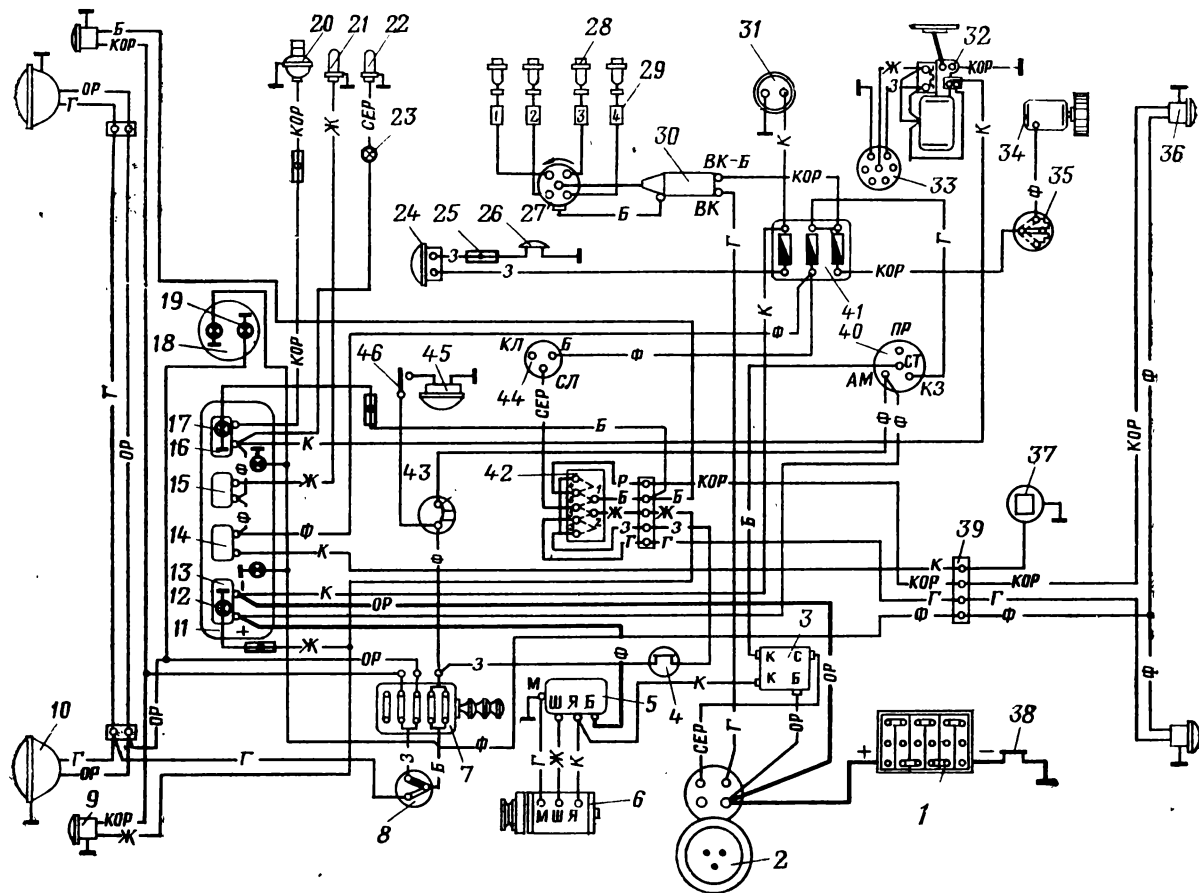 Б
КОР
20 21 22
28
31
32
29
ОР
Г
Ж
З
КОР
КОР
Ж
СЕР
23
1 2 3 4
30
ВК-Б
К
КОР
33
К
34
36
Ф
35
24 25 26
27
Б
ВК
Г
З
З
Г
КОР
41
40
К
Ф
19
18
КОР
46
45
КЛ
Б
44
СЛ
Ф
ПР
СТ
АМ
КЗ
Г
ОР
17
16
К
Ф
СЕР
Б
Ф
Ф
КОР
Ф
15
Ж
43
42
Р
КОР
37
1
Б
Б
Ж
Ж
2
З
З
Г
Б
14
Ф
Ф
К
К
39
13
К
Ф
КОР
КОР
12
ОР
Г
Г
11
+
-
Ж
Ф
Ф
3
ОР
З
4
К
С
К
Б
М
Ш Я Б
5
Ф
К
ОР
Ф
10
ОР
7
Ф
СЕР
Г
ОР
+
-
38
Г
ОР
Г
З
Б
Г
Ж
К
9
КОР
Ж
8
М Ш Я
6
1
2